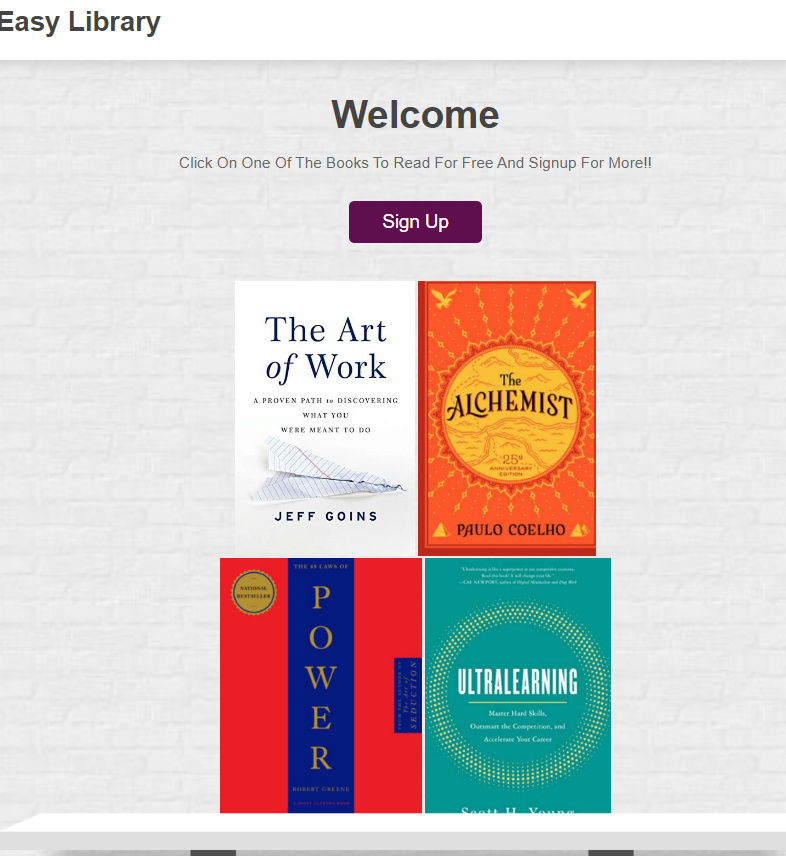 Easy Library
Welcome
Click On One Of The Books To Read For Free And Signup For More!!
Sign Up
The Art
of Work
A PROVEN PATH to DISCOVERING
WHAT YOU
WERE MEANT TO DO
JEFF GOINS
The
ALCHEMIST
25th
ANNIVERSARY
EDITION
PAULO COELHO
THE 48 LAWS OF
NATIONAL
BESTSELLER
P
O
W
E
R
ROBERT GREENE
FROM THE AUTHOR OF
The Art of
SEDUCTION
"Ultralearning is like a superpower in our competitive economy.
Read this book! It will change your life."
—CAL NEWPORT, author of Digital Minimalism and Deep Work
ULTRALEARNING
Master Hard Skills,
Outsmart the Competition, and
Accelerate Your Career
Scott H. Young